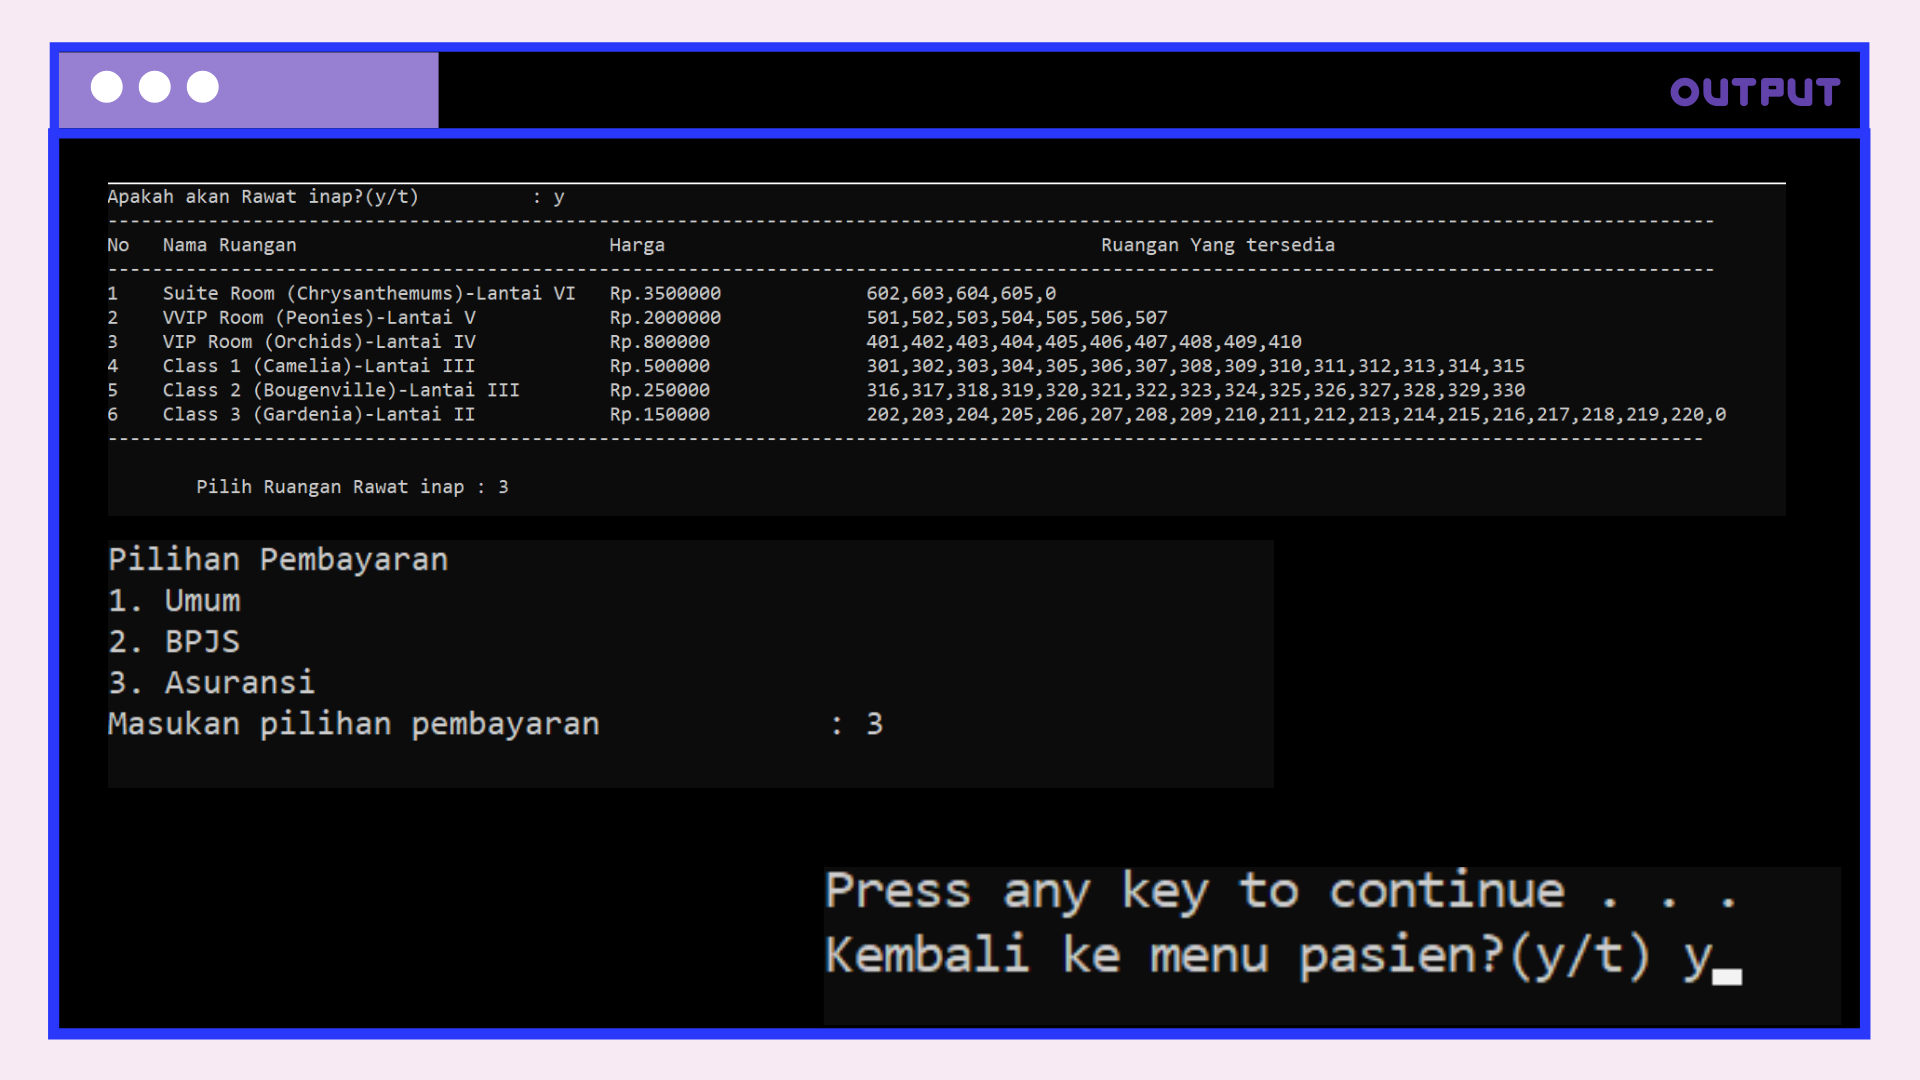 OUTPUT
Apakah akan Rawat inap?(y/t) : y
------------------------------------------------------------------------------------------------------------------------------------------------
No Nama Ruangan Harga Ruangan Yang tersedia
------------------------------------------------------------------------------------------------------------------------------------------------
1 Suite Room (Chrysanthemums)-Lantai VI Rp.3500000 602,603,604,605,0
2 VVIP Room (Peonies)-Lantai V Rp.2000000 501,502,503,504,505,506,507
3 VIP Room (Orchids)-Lantai IV Rp.800000 401,402,403,404,405,406,407,408,409,410
4 Class 1 (Camelia)-Lantai III Rp.500000 301,302,303,304,305,306,307,308,309,310,311,312,313,314,315
5 Class 2 (Bougenville)-Lantai III Rp.250000 316,317,318,319,320,321,322,323,324,325,326,327,328,329,330
6 Class 3 (Gardenia)-Lantai II Rp.150000 202,203,204,205,206,207,208,209,210,211,212,213,214,215,216,217,218,219,220,0
-----------------------------------------------------------------------------------------------------------------------------------------------
Pilih Ruangan Rawat inap : 3
Pilihan Pembayaran
1. Umum
2. BPJS
3. Asuransi
Masukan pilihan pembayaran : 3
Press any key to continue . . .
Kembali ke menu pasien?(y/t) y